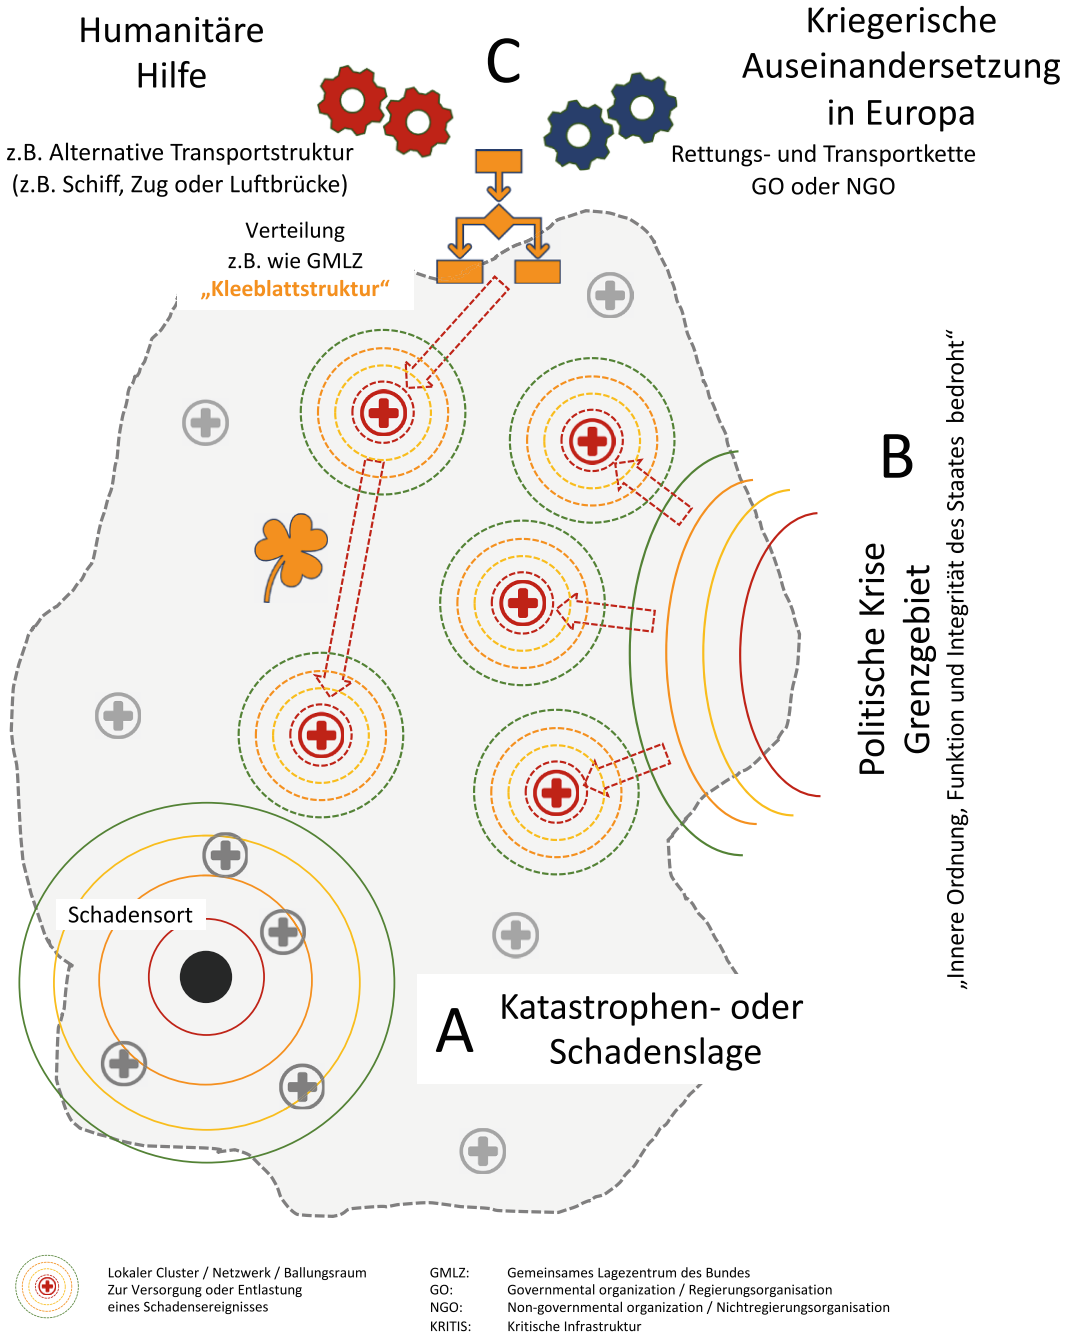 Humanitäre
Hilfe
C
Kriegerische
Auseinandersetzung
in Europa
z.B. Alternative Transportstruktur
(z.B. Schiff, Zug oder Luftbrücke)
Rettungs- und Transportkette
GO oder NGO
Verteilung
z.B. wie GMLZ
„Kleeblattstruktur“
B
Politische Krise
Grenzgebiet
„Innere Ordnung, Funktion und Integrität des Staates bedroht“
Schadensort
A
Katastrophen- oder
Schadenslage
Lokaler Cluster / Netzwerk / Ballungsraum
Zur Versorgung oder Entlastung
eines Schadensereignisses
GMLZ: Gemeinsames Lagezentrum des Bundes
GO: Governmental organization / Regierungsorganisation
NGO: Non-governmental organization / Nichtregierungsorganisation
KRITIS: Kritische Infrastruktur